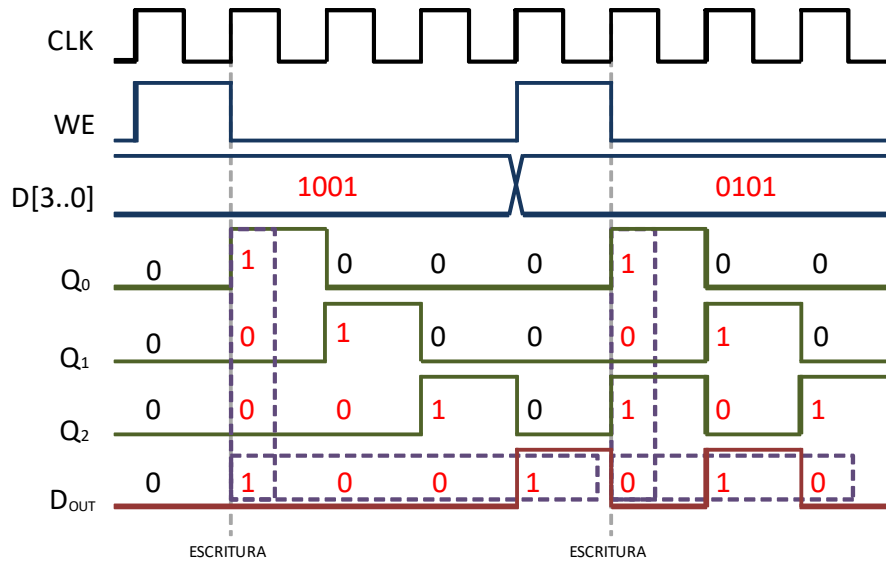 CLK
WE
D[3..0] 1001 0101
Q0 0 1 0 0 0 1 0 0
Q1 0 0 1 0 0 0 1 0
Q2 0 0 0 1 0 1 0 1
DOUT 0 1 0 0 1 0 1 0
ESCRITURA ESCRITURA